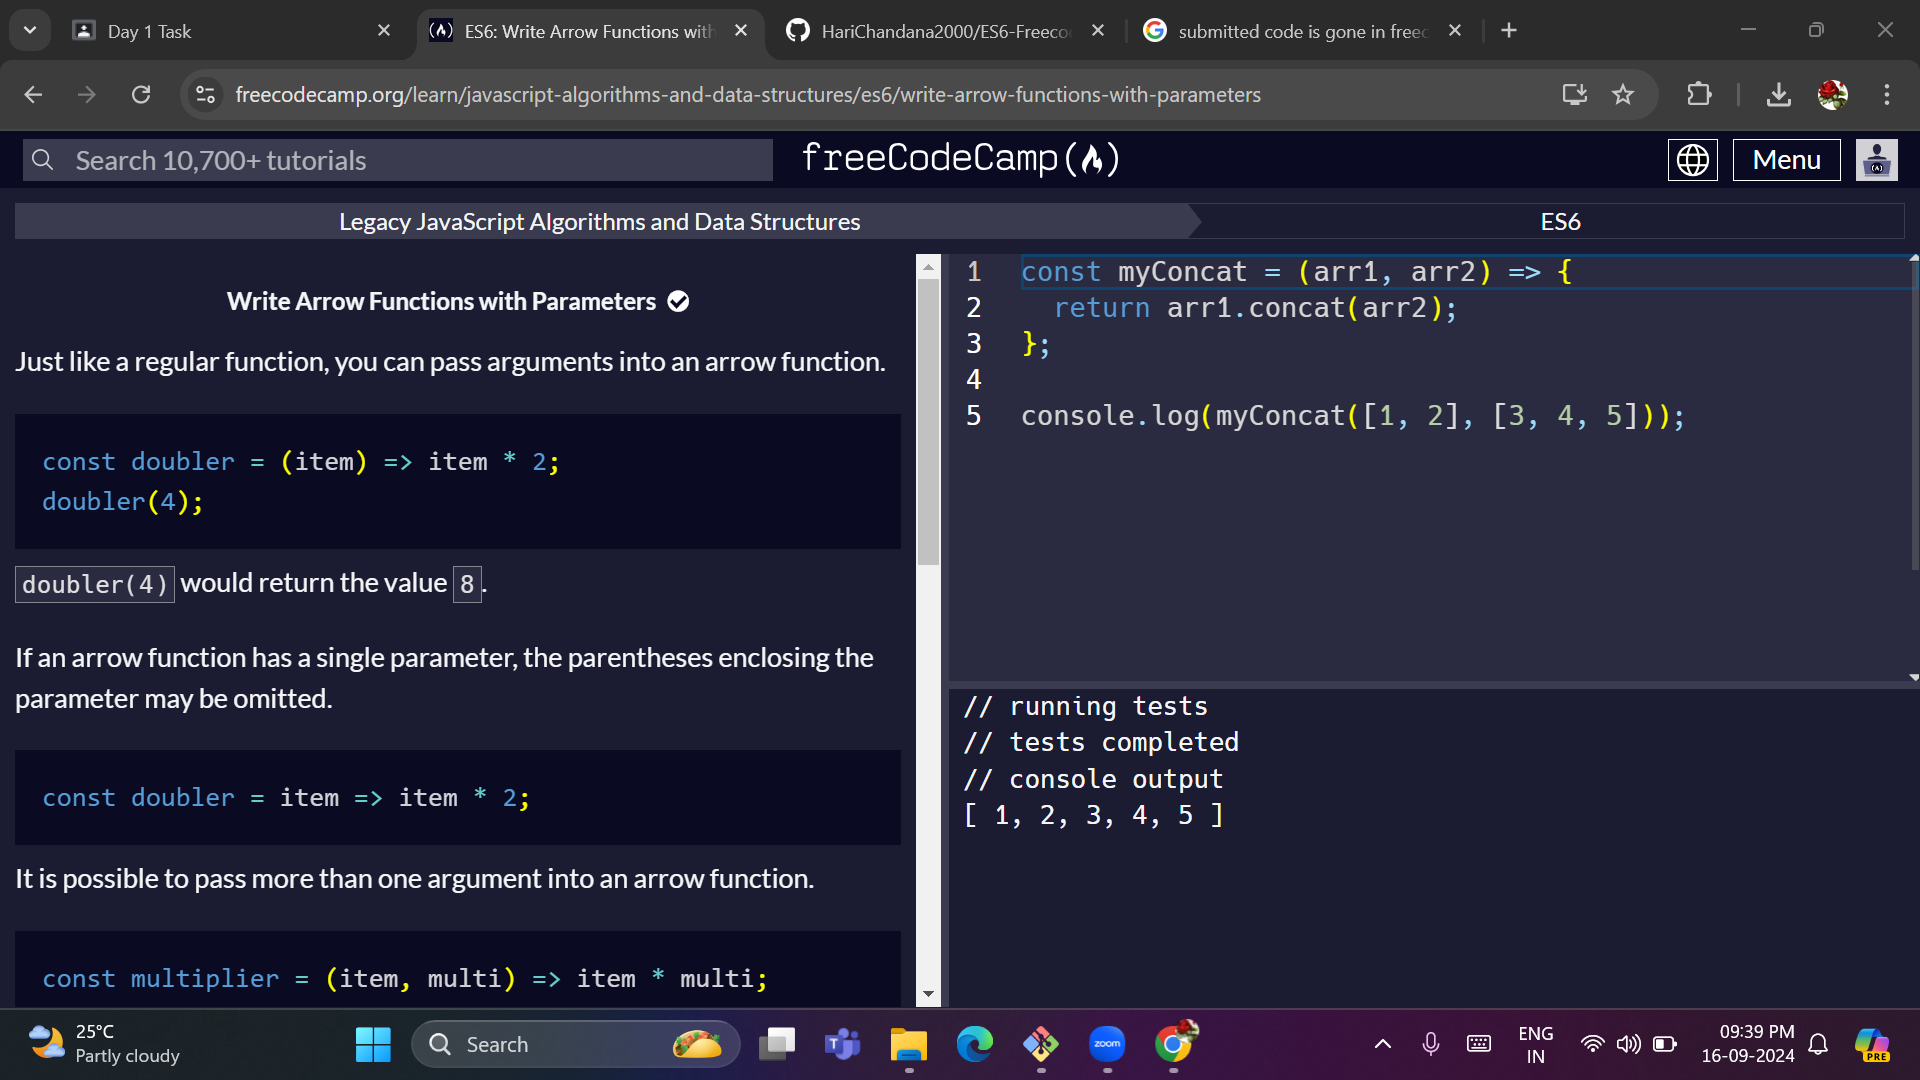 Day 1 Task
ES6: Write Arrow Functions with
HariChandana2000/ES6-Freeco
submitted code is gone in freec
freecodecamp.org/learn/javascript-algorithms-and-data-structures/es6/write-arrow-functions-with-parameters
Search 10,700+ tutorials
freeCodeCamp(
)
Menu
Legacy JavaScript Algorithms and Data Structures
ES6
Write Arrow Functions with Parameters
Just like a regular function, you can pass arguments into an arrow function.
const doubler = (item) => item * 2;
doubler(4);
doubler(4) would return the value 8.
If an arrow function has a single parameter, the parentheses enclosing the
parameter may be omitted.
const doubler = item => item * 2;
It is possible to pass more than one argument into an arrow function.
const multiplier = (item, multi) => item * multi;
1 const myConcat = (arr1, arr2) => {
2 return arr1.concat(arr2);
3 };
4
5 console.log(myConcat([1, 2], [3, 4, 5]));
// running tests
// tests completed
// console output
[ 1, 2, 3, 4, 5 ]
25°C
Partly cloudy
Search
T
zoom
ENG
IN
09:39 PM
16-09-2024
PRE